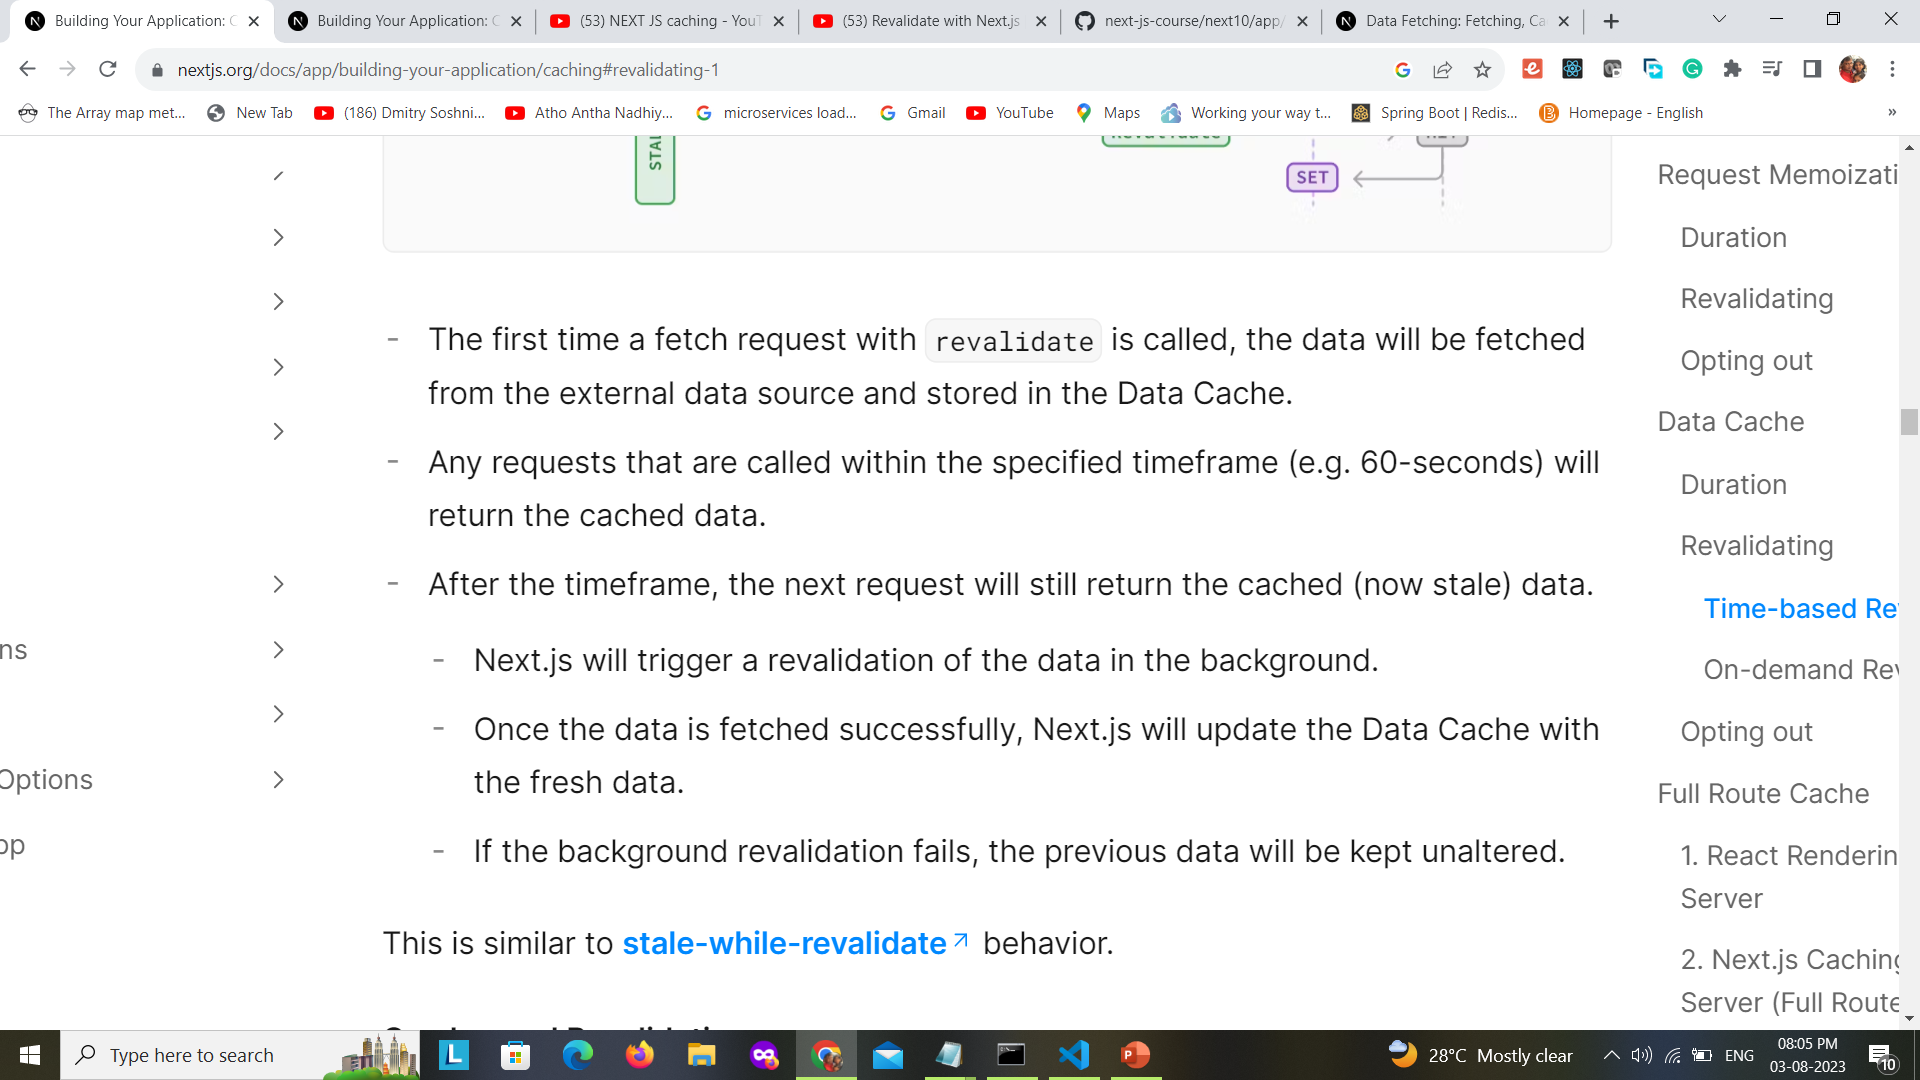 Building Your Application: C
Building Your Application: C
(53) NEXT JS caching - YouT
(53) Revalidate with Next.js
next-js-course/next10/app/
Data Fetching: Fetching, Ca
nextjs.org/docs/app/building-your-application/caching#revalidating-1
The Array map met...
New Tab
(186) Dmitry Soshni...
Atho Antha Nadhiy...
microservices load...
Gmail
YouTube
Maps
Working your way t...
Spring Boot | Redis...
Homepage - English
»
STAL
Revalidate
SET
ns
Options
op
- The first time a fetch request with revalidate is called, the data will be fetched
from the external data source and stored in the Data Cache.
- Any requests that are called within the specified timeframe (e.g. 60-seconds) will
return the cached data.
- After the timeframe, the next request will still return the cached (now stale) data.
- Next.js will trigger a revalidation of the data in the background.
- Once the data is fetched successfully, Next.js will update the Data Cache with
the fresh data.
- If the background revalidation fails, the previous data will be kept unaltered.
This is similar to stale-while-revalidate behavior.
Request Memoizati
Duration
Revalidating
Opting out
Data Cache
Duration
Revalidating
Time-based Re
On-demand Rev
Opting out
Full Route Cache
1. React Renderin
Server
2. Next.js Caching
Server (Full Route
Type here to search
28°C Mostly clear
ENG
08:05 PM
03-08-2023
10